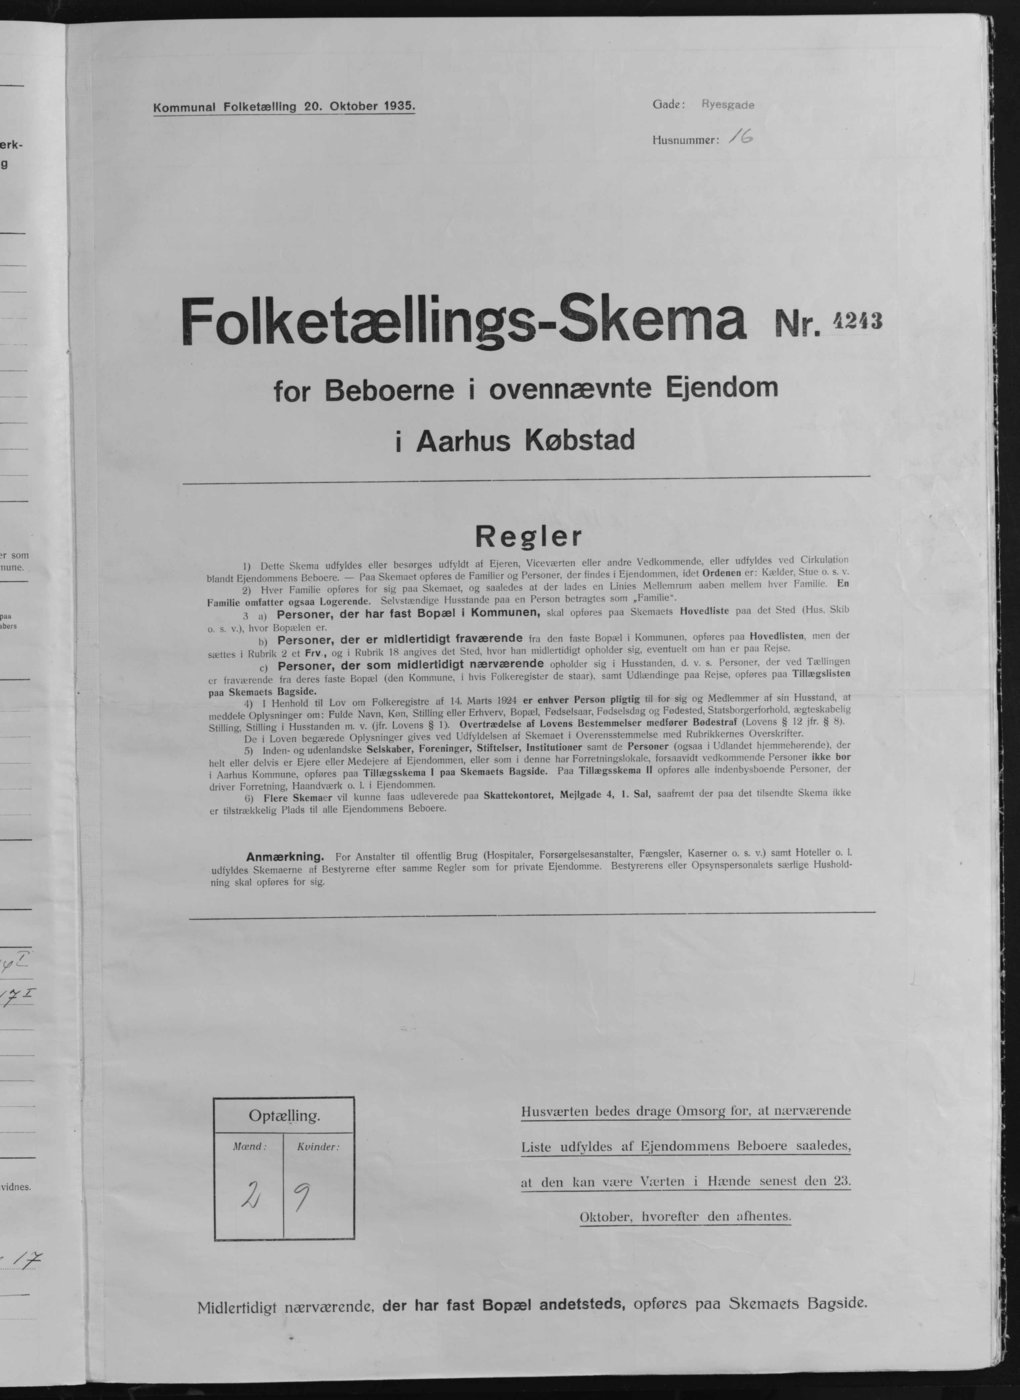 Kommunal Folketælling 20. Oktober 1935.
Gade: Ryesgade
Husnummer: 16
Folketællings-Skema Nr. 4243
for Beboerne i ovennævnte Ejendom
i Aarhus Købstad
Regler
1) Dette Skema udfyldes eller besørges udfyldt af Ejeren, Viceværten eller andre Vedkommende, eller udfyldes ved Cirkulation
blandt Ejendommens Beboere. — Paa Skemaet opføres de Familier og Personer, der findes i Ejendommen, idet Ordenen er: Kælder, Stue o. s. v.
2) Hver Familie opføres for sig paa Skemaet, og saaledes at der lades en Linies Mellemrum aaben mellem hver Familie. En
Familie omfatter ogsaa Logerende. Selvstændige Husstande paa en Person betragtes som „Familie".
3 a) Personer, der har fast Bopæl i Kommunen, skal opføres paa Skemaets Hovedliste paa det Sted (Hus, Skib
o. s. v.), hvor Bopælen er.
b) Personer, der er midlertidigt fraværende fra den faste Bopæl i Kommunen, opføres paa Hovedlisten, men der
sættes i Rubrik 2 et Frv., og i Rubrik 18 angives det Sted, hvor han midlertidigt opholder sig, eventuelt om han er paa Rejse.
c) Personer, der som midlertidigt nærværende opholder sig i Husstanden, d. v. s. Personer, der ved Tællingen
er fraværende fra deres faste Bopæl (den Kommune, i hvis Folkeregister de staar), samt Udlændinge paa Rejse, opføres paa Tillægslisten
paa Skemaets Bagside.
4) I Henhold til Lov om Folkeregistre af 14. Marts 1924 er enhver Person pligtig til for sig og Medlemmer af sin Husstand, at
meddele Oplysninger om: Fulde Navn, Køn, Stilling eller Erhverv, Bopæl, Fødselsaar, Fødselsdag og Fødested, Statsborgerforhold, ægteskabelig
Stilling, Stilling i Husstanden m. v. (jfr. Lovens § 1). Overtrædelse af Lovens Bestemmelser medfører Bødestraf (Lovens § 12 jfr. § 8).
De i Loven begærede Oplysninger gives ved Udfyldelsen af Skemaet i Overensstemmelse med Rubrikkernes Overskrifter.
5) Inden- og udenlandske Selskaber, Foreninger, Stiftelser, Institutioner samt de Personer (ogsaa i Udlandet hjemmehørende), der
helt eller delvis er Ejere eller Medejere af Ejendommen, eller som i denne har Forretningslokale, forsaavidt vedkommende Personer ikke bor
i Aarhus Kommune, opføres paa Tillægsskema I paa Skemaets Bagside. Paa Tillægsskema II opføres alle indenbysboende Personer, der
driver Forretning, Haandværk o. l. i Ejendommen.
6) Flere Skemaer vil kunne faas udleverede paa Skattekontoret, Mejlgade 4, 1. Sal, saafremt der paa det tilsendte Skema ikke
er tilstrækkelig Plads til alle Ejendommens Beboere.
Anmærkning. For Anstalter til offentlig Brug (Hospitaler, Forsørgelsesanstalter, Fængsler, Kaserner o. s. v.) samt Hoteller o. l.
udfyldes Skemaerne af Bestyrerne efter samme Regler som for private Ejendomme. Bestyrerens eller Opsynspersonalets særlige Hushold-
ning skal opføres for sig.
Optælling.
Mænd: Kvinder:
2 9
Husværten bedes drage Omsorg for, at nærværende
Liste udfyldes af Ejendommens Beboere saaledes,
at den kan være Værten i Hænde senest den 23.
Oktober, hvorefter den afhentes.
Midlertidigt nærværende, der har fast Bopæl andetsteds, opføres paa Skemaets Bagside.
ærk-
g
er som
mune.
paa
abers
17 I
vidnes.
17